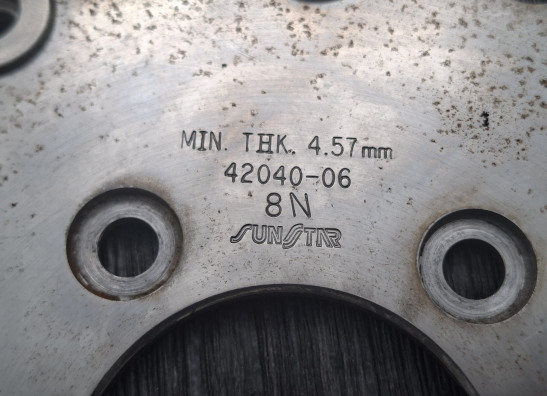 MIN. THK. 4.57mm
42040-06
8N
SUNSTAR